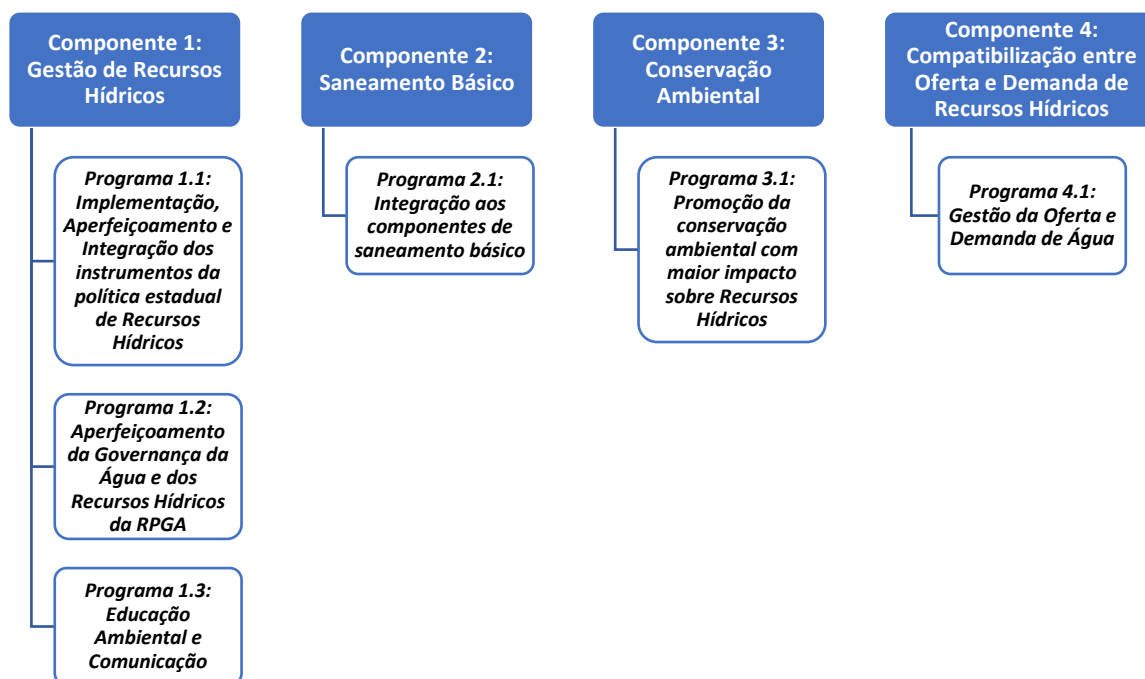 Componente 1:
Gestão de Recursos
Hídricos
Programa 1.1:
Implementação,
Aperfeiçoamento e
Integração dos
instrumentos da
política estadual
de Recursos
Hídricos
Programa 1.2:
Aperfeiçoamento
da Governança da
Água e dos
Recursos Hídricos
da RPGA
Programa 1.3:
Educação
Ambiental e
Comunicação
Componente 2:
Saneamento Básico
Programa 2.1:
Integração aos
componentes de
saneamento básico
Componente 3:
Conservação
Ambiental
Programa 3.1:
Promoção da
conservação
ambiental com
maior impacto
sobre Recursos
Hídricos
Componente 4:
Compatibilização entre
Oferta e Demanda de
Recursos Hídricos
Programa 4.1:
Gestão da Oferta e
Demanda de Água